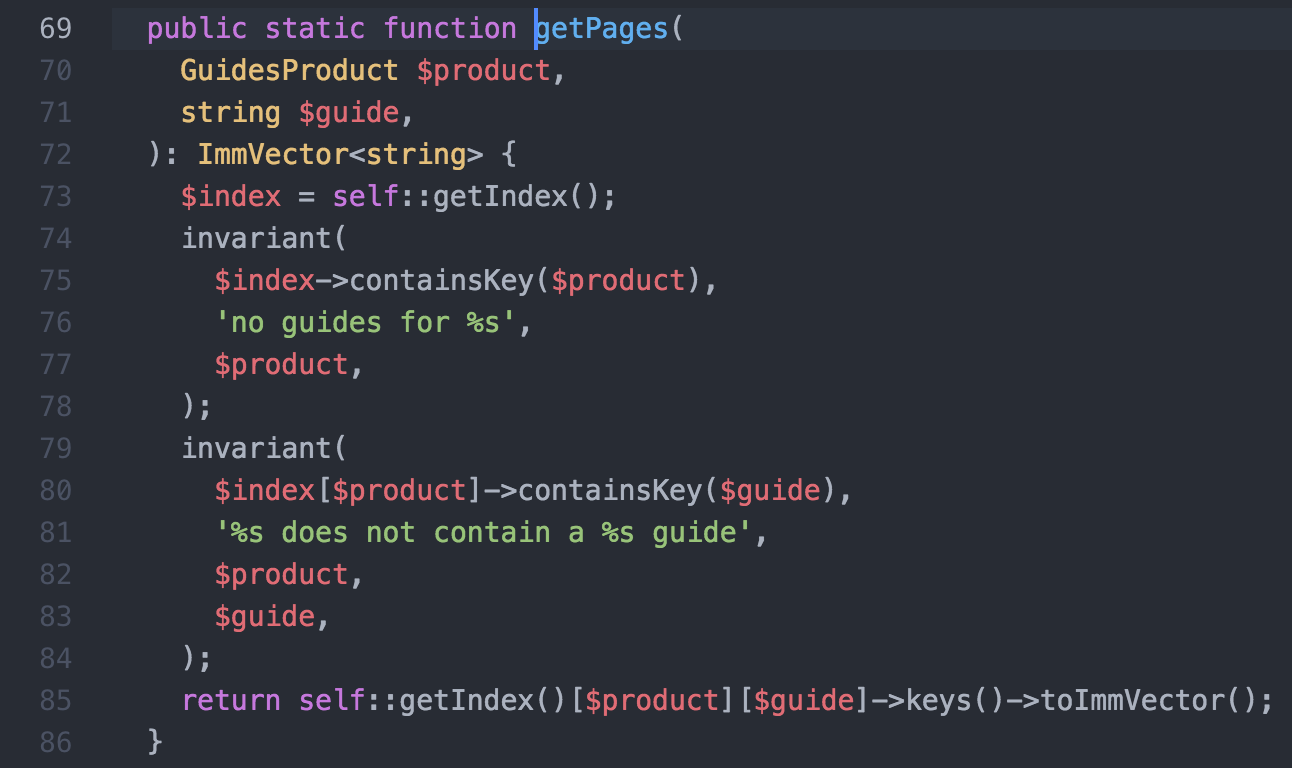 69 public static function getPages(
70 GuidesProduct $product,
71 string $guide,
72 ): ImmVector<string> {
73 $index = self::getIndex();
74 invariant(
75 $index->containsKey($product),
76 'no guides for %s',
77 $product,
78 );
79 invariant(
80 $index[$product]->containsKey($guide),
81 '%s does not contain a %s guide',
82 $product,
83 $guide,
84 );
85 return self::getIndex()[$product][$guide]->keys()->toImmVector();
86 }